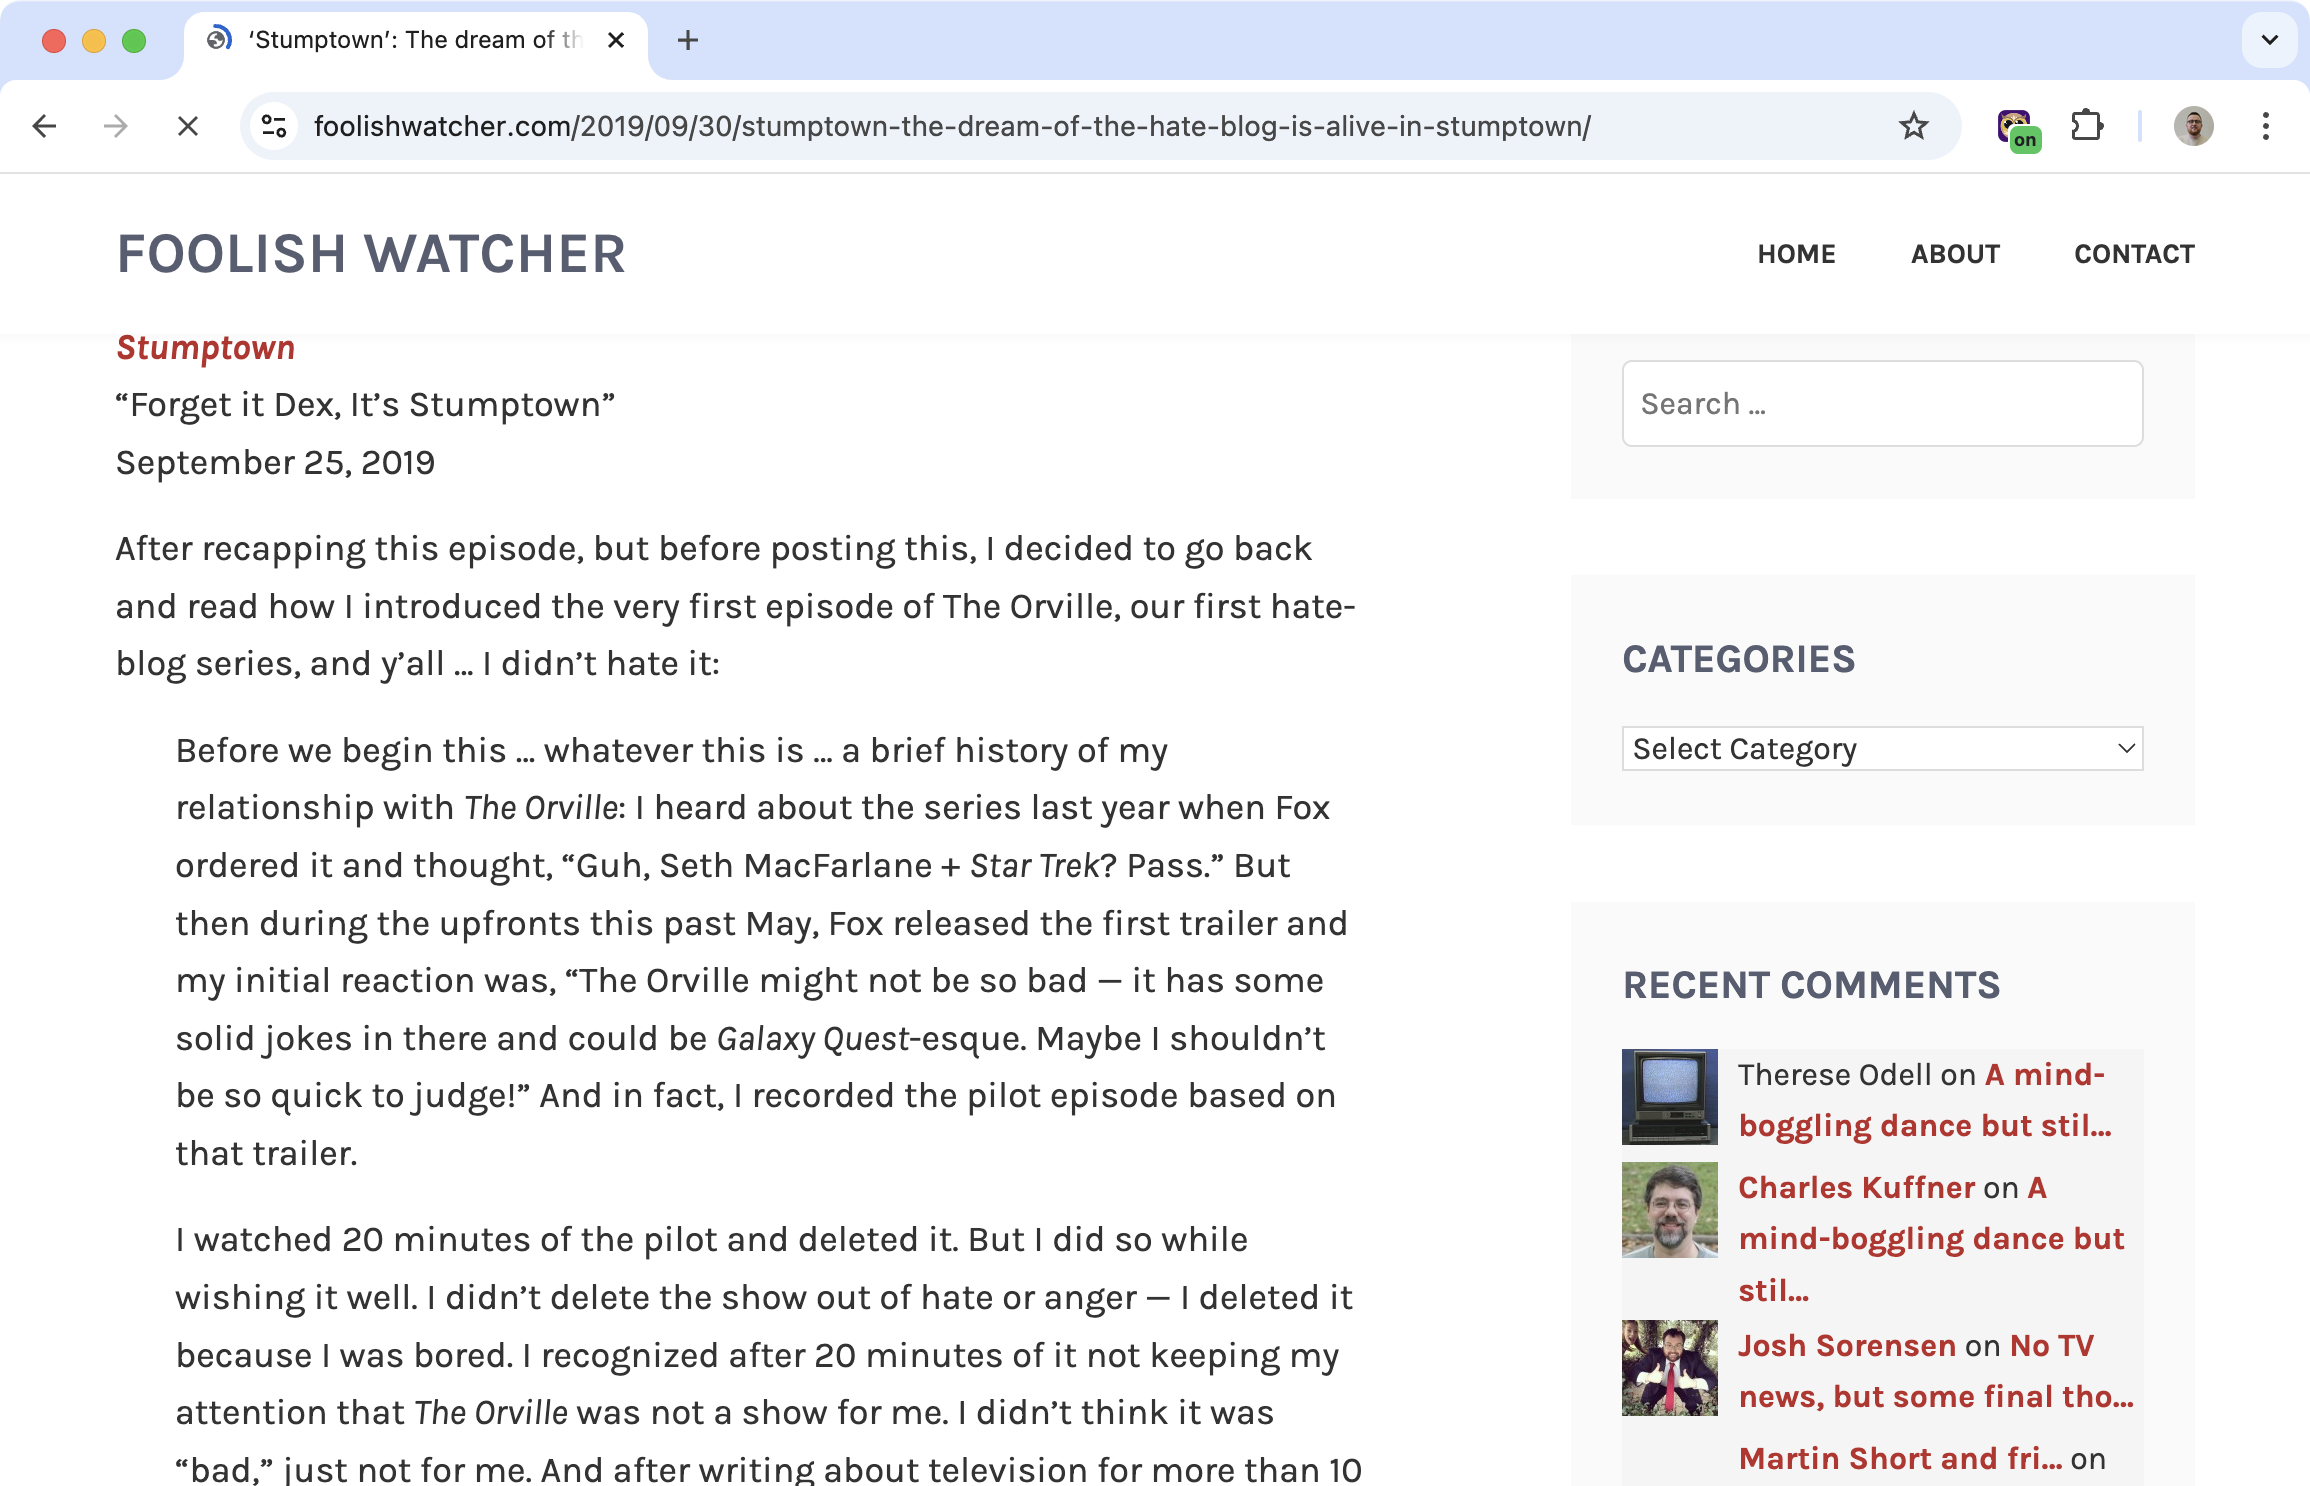 ‘Stumptown’: The dream of th
foolishwatcher.com/2019/09/30/stumptown-the-dream-of-the-hate-blog-is-alive-in-stumptown/
on
FOOLISH WATCHER
HOME
ABOUT
CONTACT
Stumptown
“Forget it Dex, It’s Stumptown”
September 25, 2019
After recapping this episode, but before posting this, I decided to go back
and read how I introduced the very first episode of The Orville, our first hate-
blog series, and y’all … I didn’t hate it:
Before we begin this … whatever this is … a brief history of my
relationship with The Orville: I heard about the series last year when Fox
ordered it and thought, “Guh, Seth MacFarlane + Star Trek? Pass.” But
then during the upfronts this past May, Fox released the first trailer and
my initial reaction was, “The Orville might not be so bad — it has some
solid jokes in there and could be Galaxy Quest-esque. Maybe I shouldn’t
be so quick to judge!” And in fact, I recorded the pilot episode based on
that trailer.
I watched 20 minutes of the pilot and deleted it. But I did so while
wishing it well. I didn’t delete the show out of hate or anger — I deleted it
because I was bored. I recognized after 20 minutes of it not keeping my
attention that The Orville was not a show for me. I didn’t think it was
“bad,” just not for me. And after writing about television for more than 10
Search …
CATEGORIES
Select Category
RECENT COMMENTS
Therese Odell on A mind-
boggling dance but stil…
Charles Kuffner on A
mind-boggling dance but
stil…
Josh Sorensen on No TV
news, but some final tho…
Martin Short and fri… on